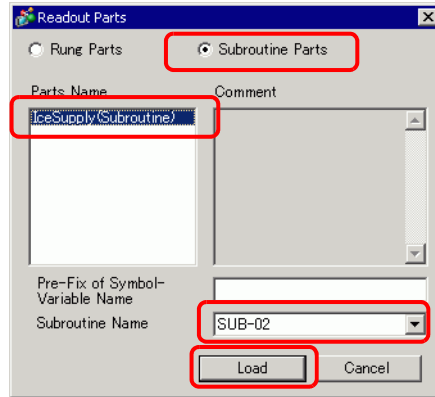 Readout Parts
Rung Parts
Subroutine Parts
Parts Name
Comment
IceSupply(Subroutine)
Pre-Fix of Symbol-
Variable Name
Subroutine Name
SUB-02
Load
Cancel